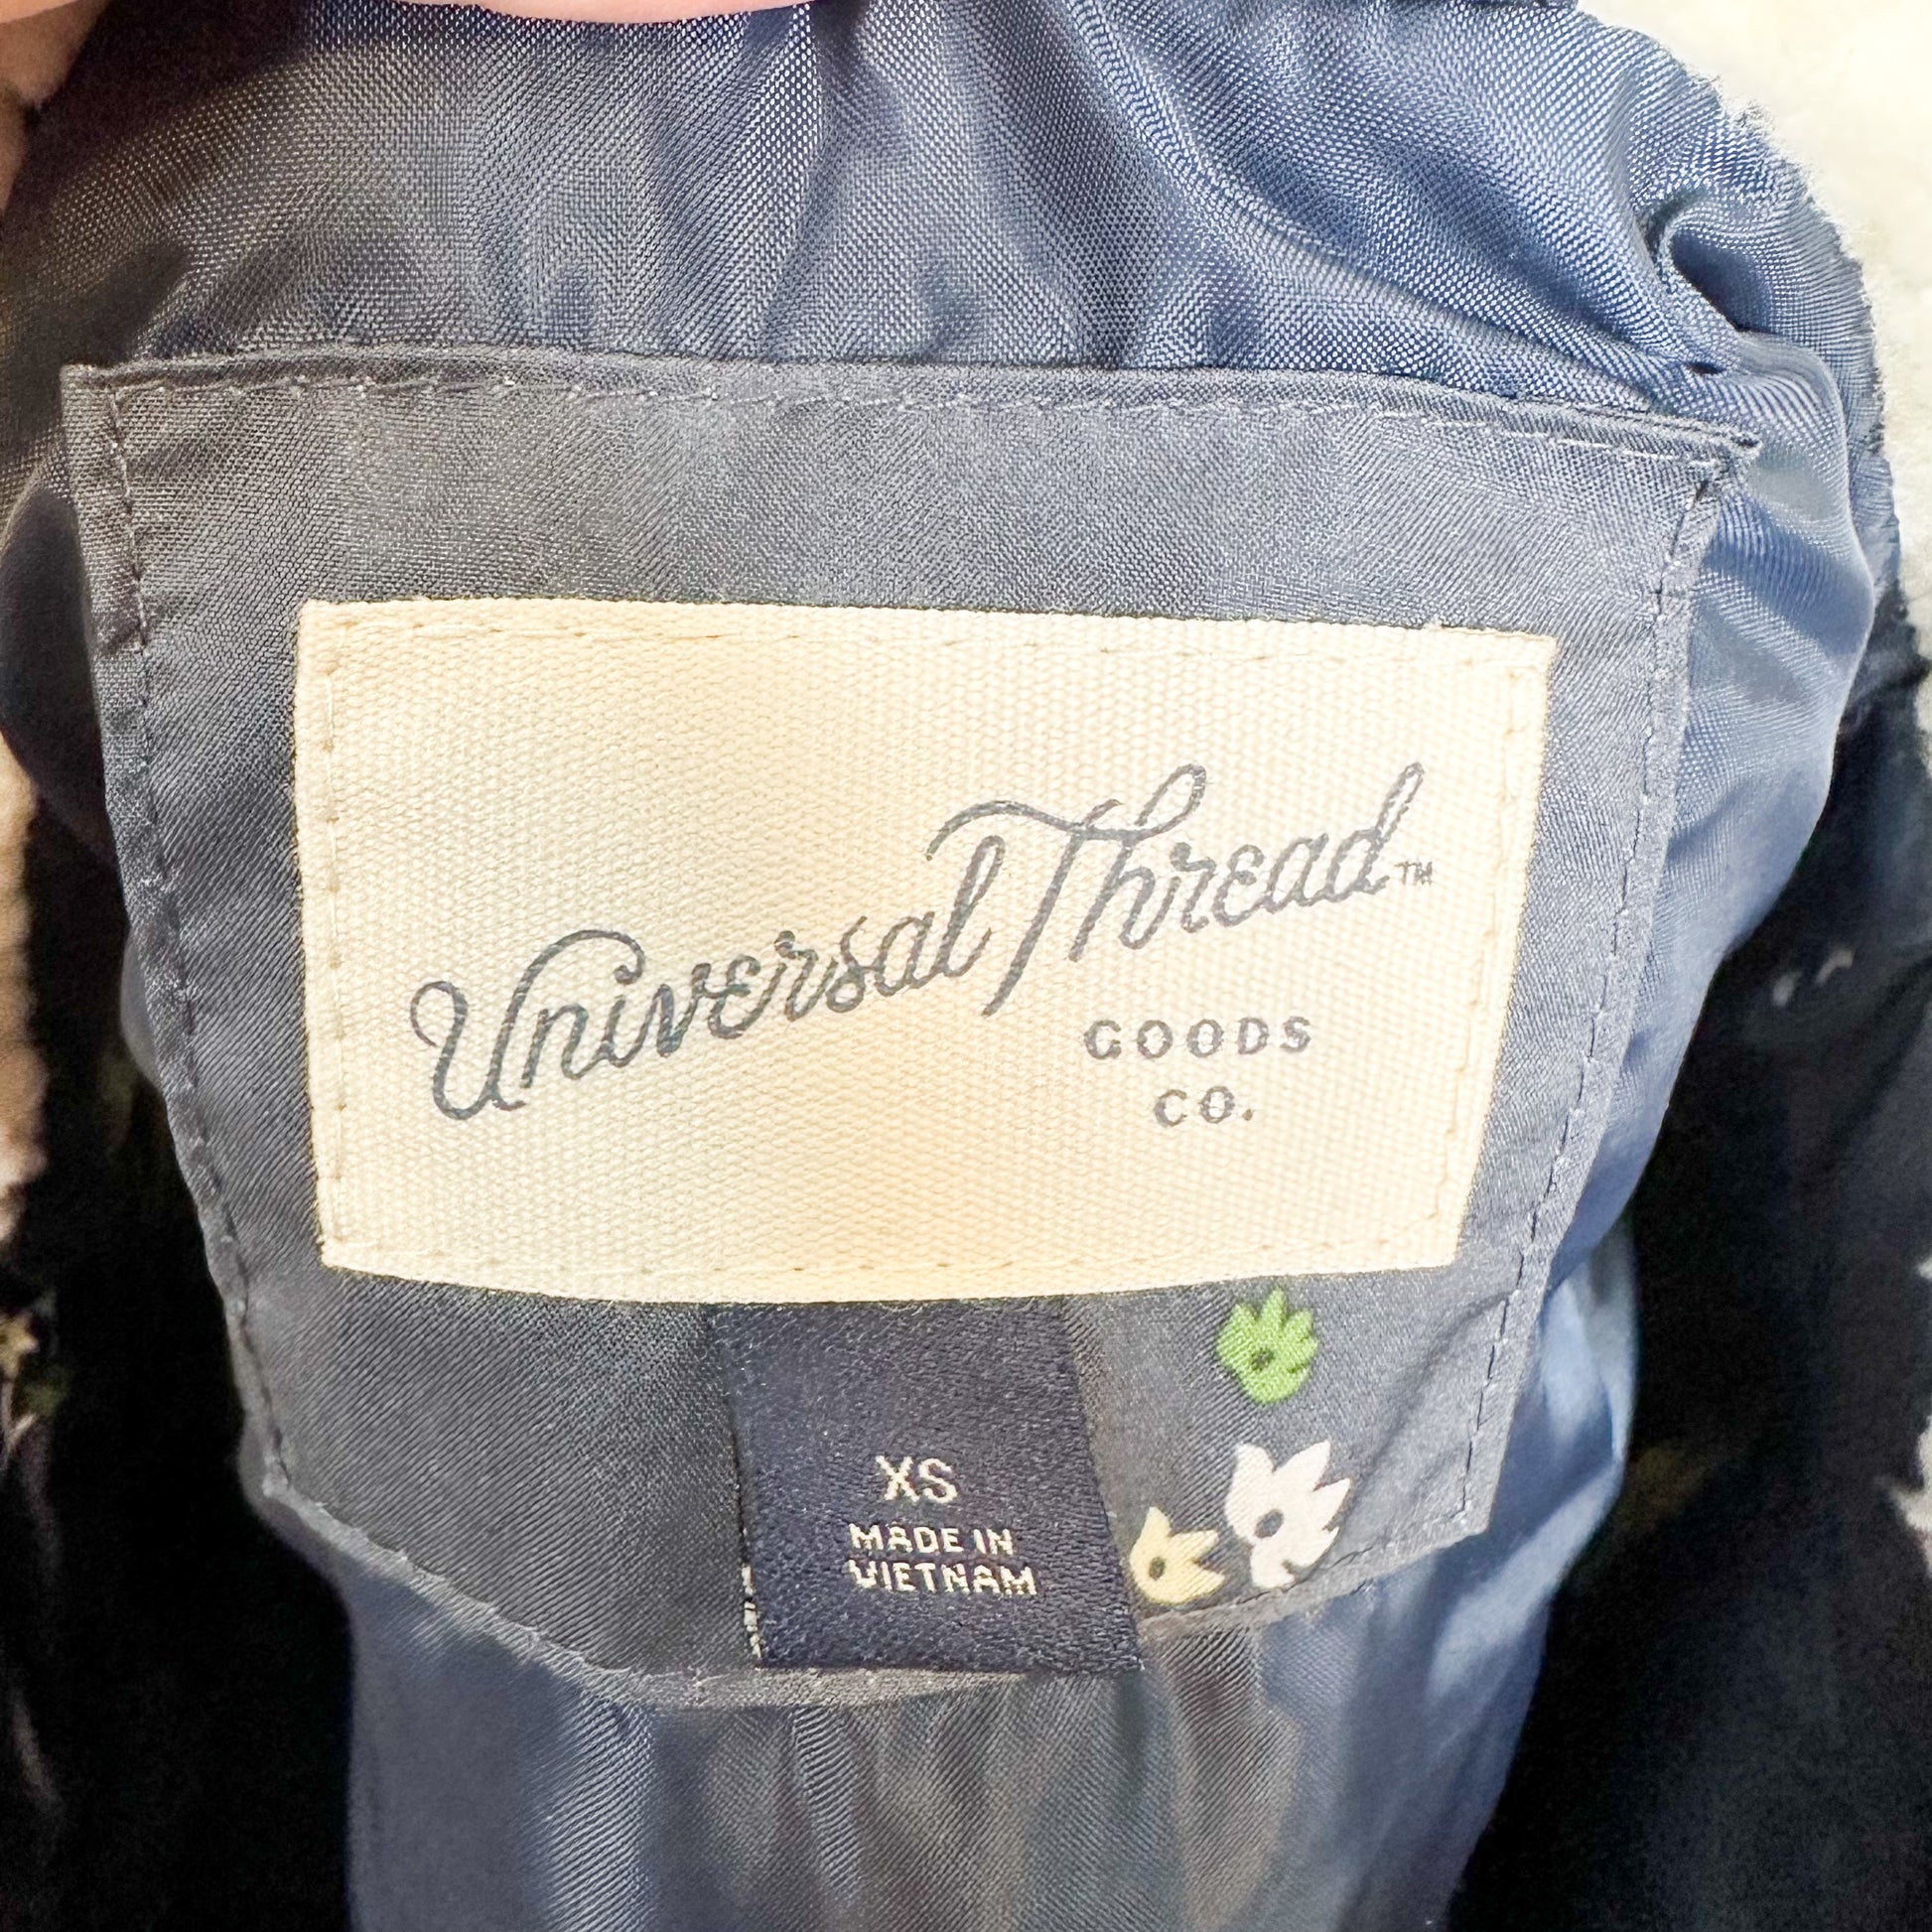 Universal Thread™
GOODS
CO.
XS
MADE IN
VIETNAM